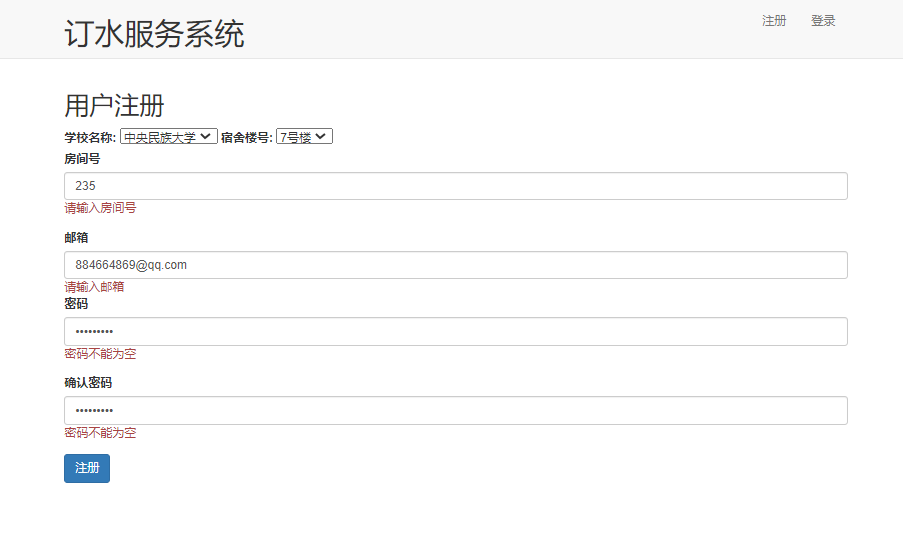 订水服务系统
注册 登录
用户注册
学校名称: 中央民族大学 宿舍楼号: 7号楼
房间号
235
请输入房间号
邮箱
884664869@qq.com
请输入邮箱
密码
•••••••••
密码不能为空
确认密码
•••••••••
密码不能为空
注册